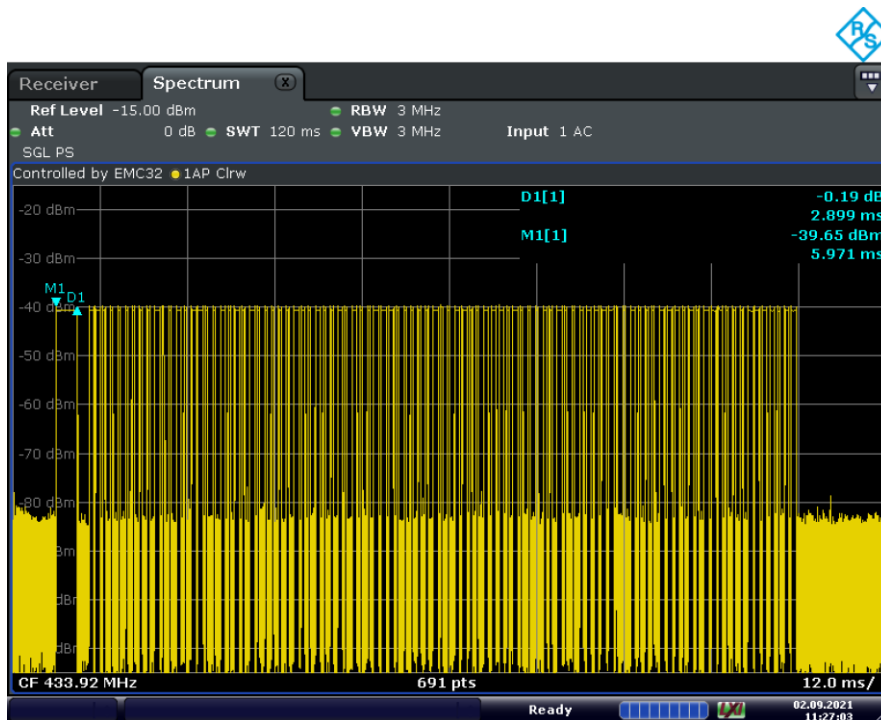 R&S
Receiver Spectrum X
Ref Level -15.00 dBm RBW 3 MHz
Att 0 dB SWT 120 ms VBW 3 MHz Input 1 AC
SGL PS
Controlled by EMC32 1AP Clrw
D1[1] -0.19 dB
2.899 ms
M1[1] -39.65 dBm
5.971 ms
-20 dBm
-30 dBm
M1
D1
-40 dBm
-50 dBm
-60 dBm
-70 dBm
-80 dBm
CF 433.92 MHz 691 pts 12.0 ms/
Ready LXI 02.09.2021
11:27:03